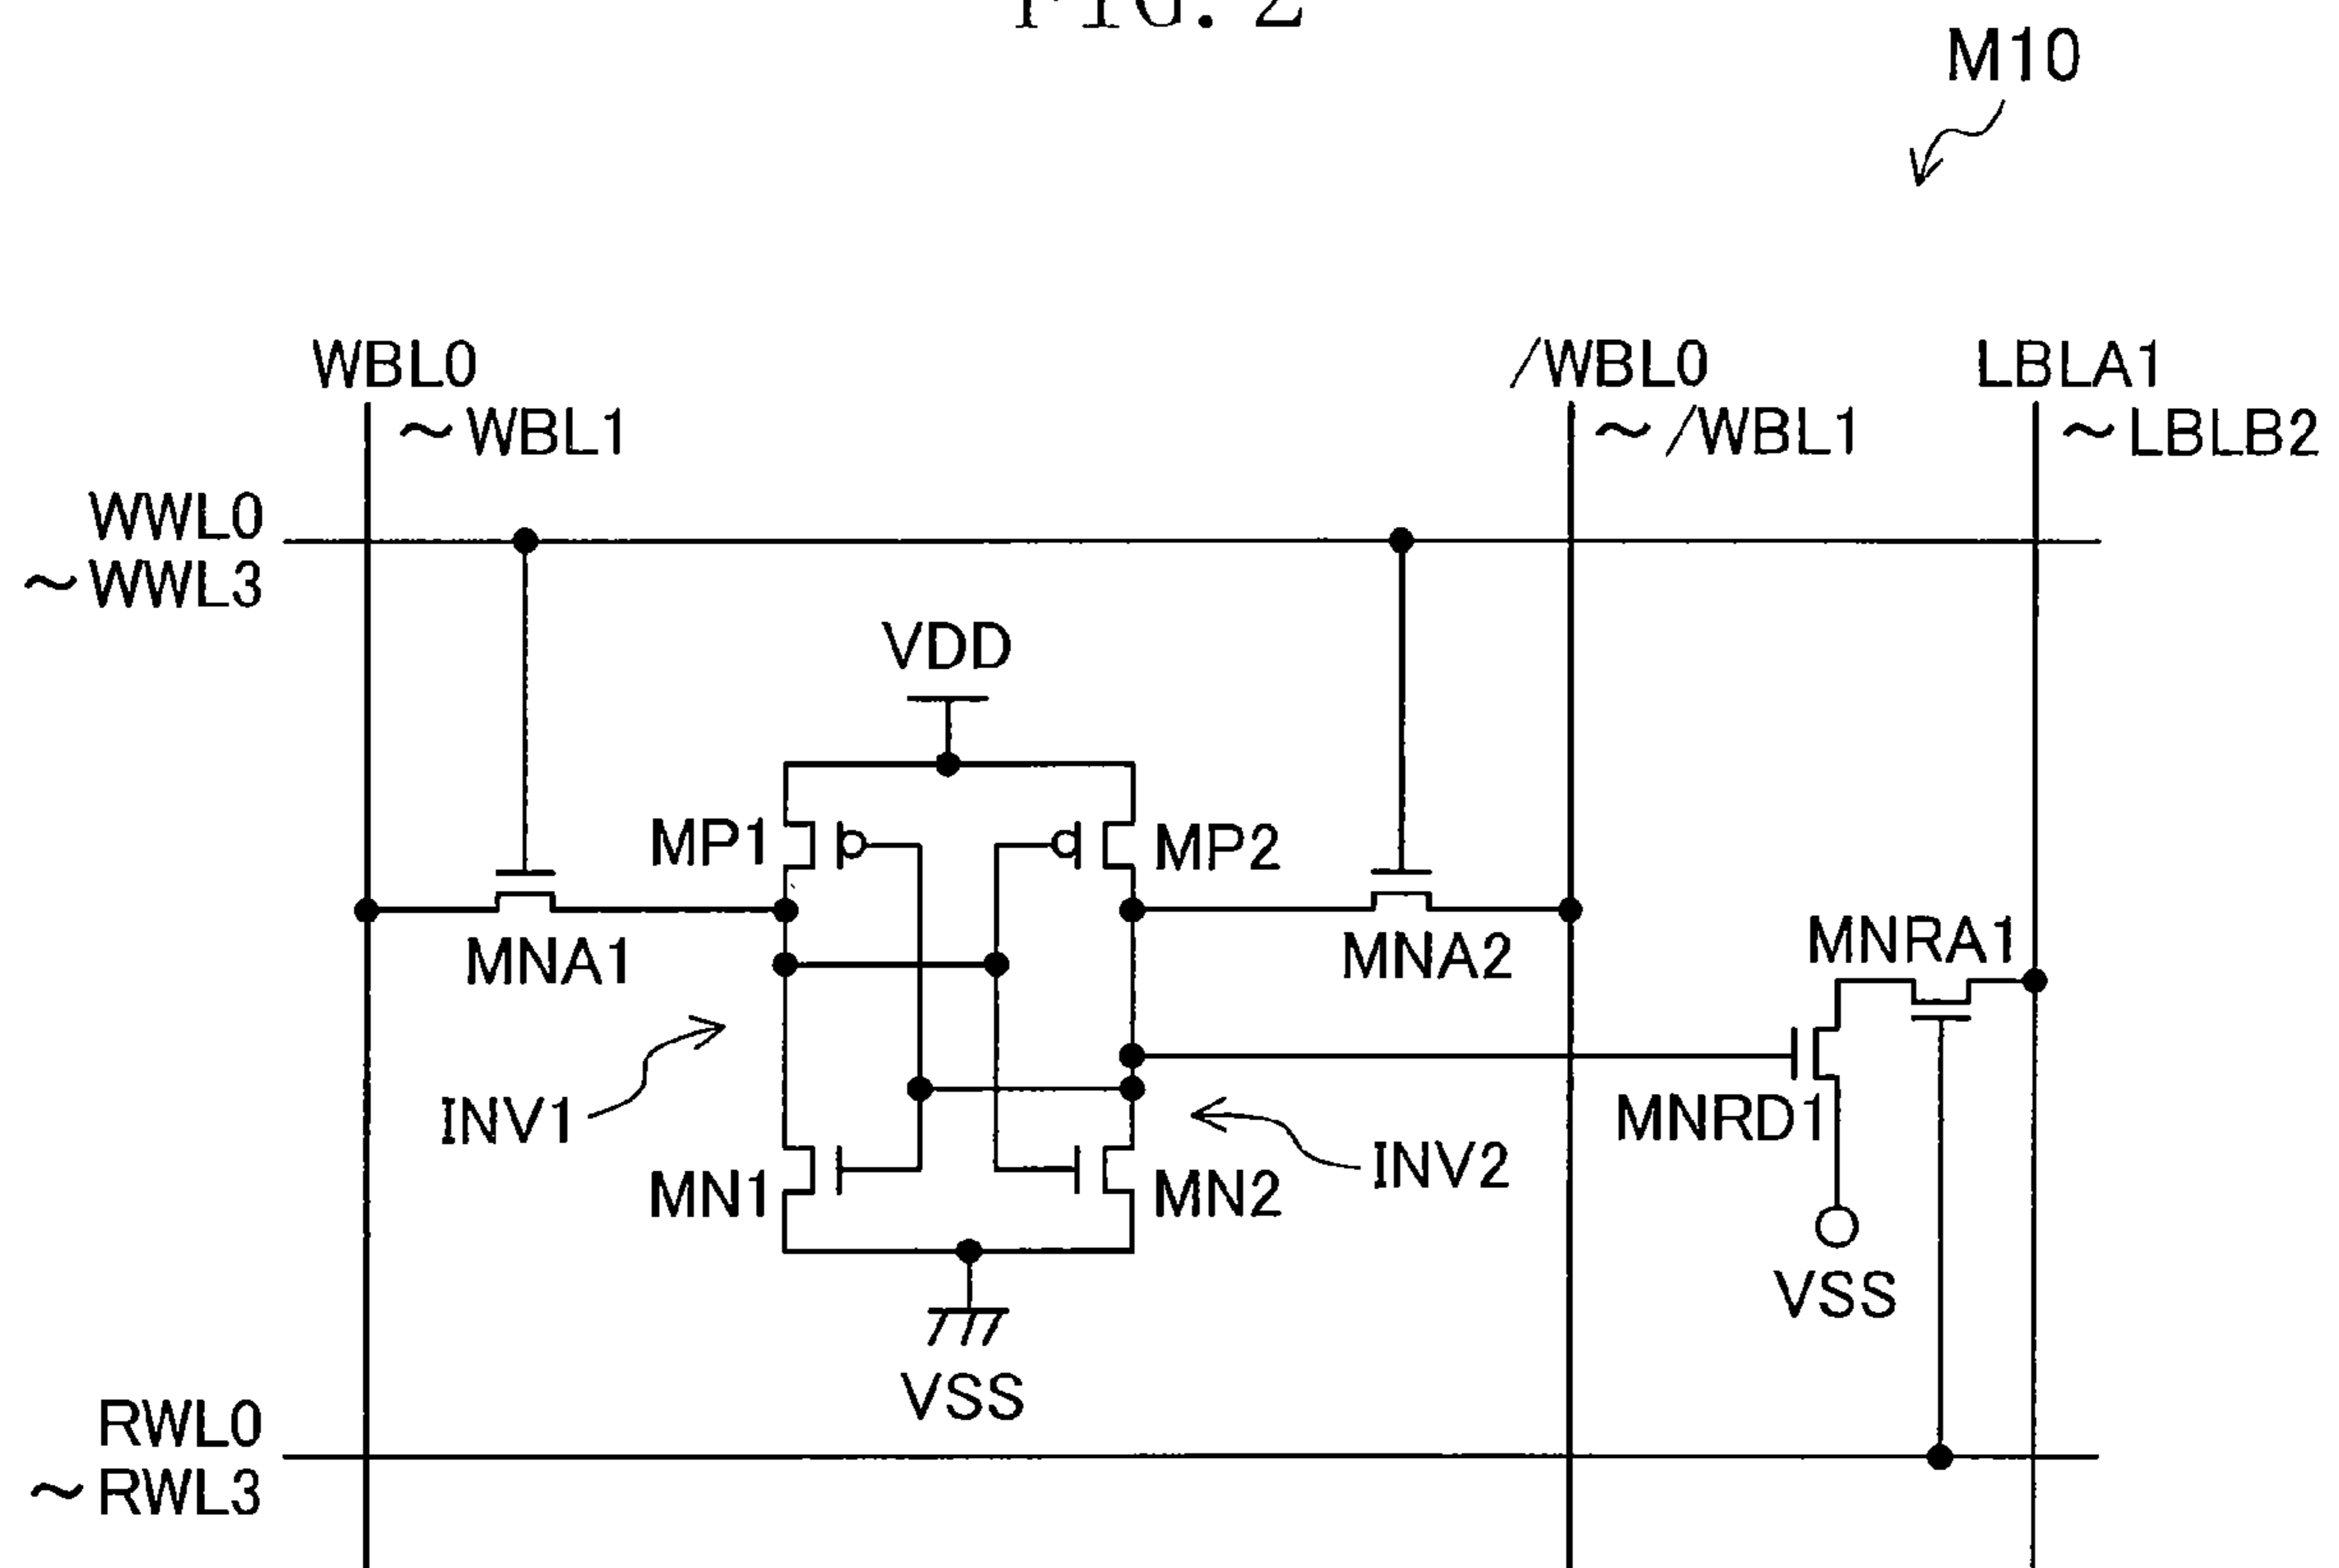 FIG. 2
M10
WBL0
~WBL1
/WBL0
~/WBL1
LBLA1
~LBLB2
WWL0
~WWL3
VDD
MP1
MP2
MNA1
MNA2
MNRA1
INV1
MNRD1
INV2
MN1
MN2
VSS
VSS
RWL0
~RWL3